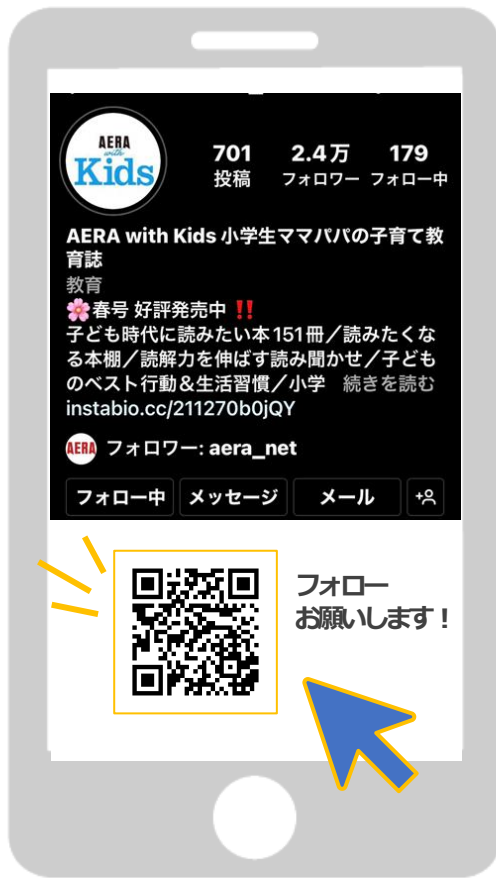 AERA
with
Kids
701
投稿
2.4万
フォロワー
179
フォロー中
AERA with Kids 小学生ママパパの子育て教
育誌
教育
🌸春号 好評発売中‼️
子ども時代に読みたい本151冊／読みたくな
る本棚／読解力を伸ばす読み聞かせ／子ども
のベスト行動＆生活習慣／小学 続きを読む
instabio.cc/211270b0jQY
AERA フォロワー: aera_net
フォロー中 メッセージ メール
フォロー
お願いします！